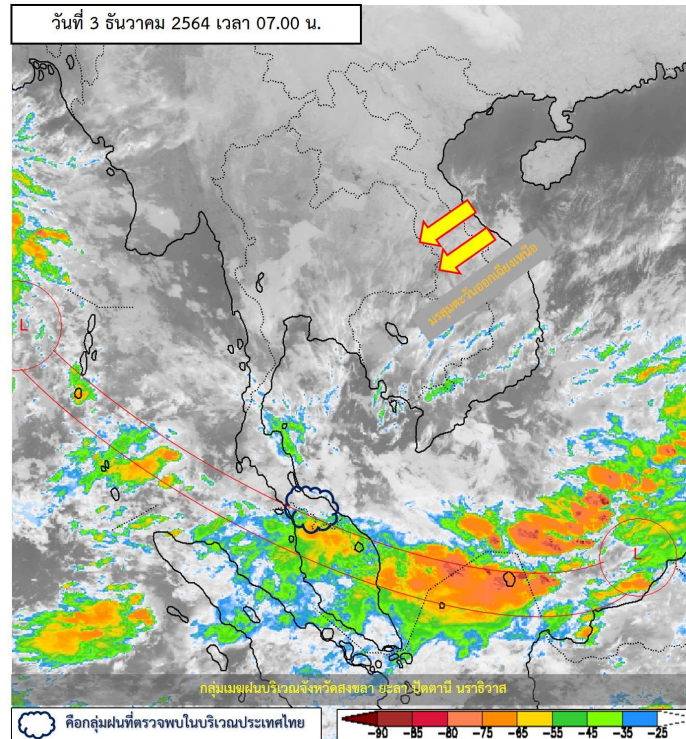 วันที่ 3 ธันวาคม 2564 เวลา 07.00 น.
มรสุมตะวันออกเฉียงเหนือ
L
L
กลุ่มเมฆฝนบริเวณจังหวัดสงขลา ยะลา ปัตตานี นราธิวาส
คือกลุ่มฝนที่ตรวจพบในบริเวณประเทศไทย
-90 -85 -80 -75 -65 -55 -45 -35 -25